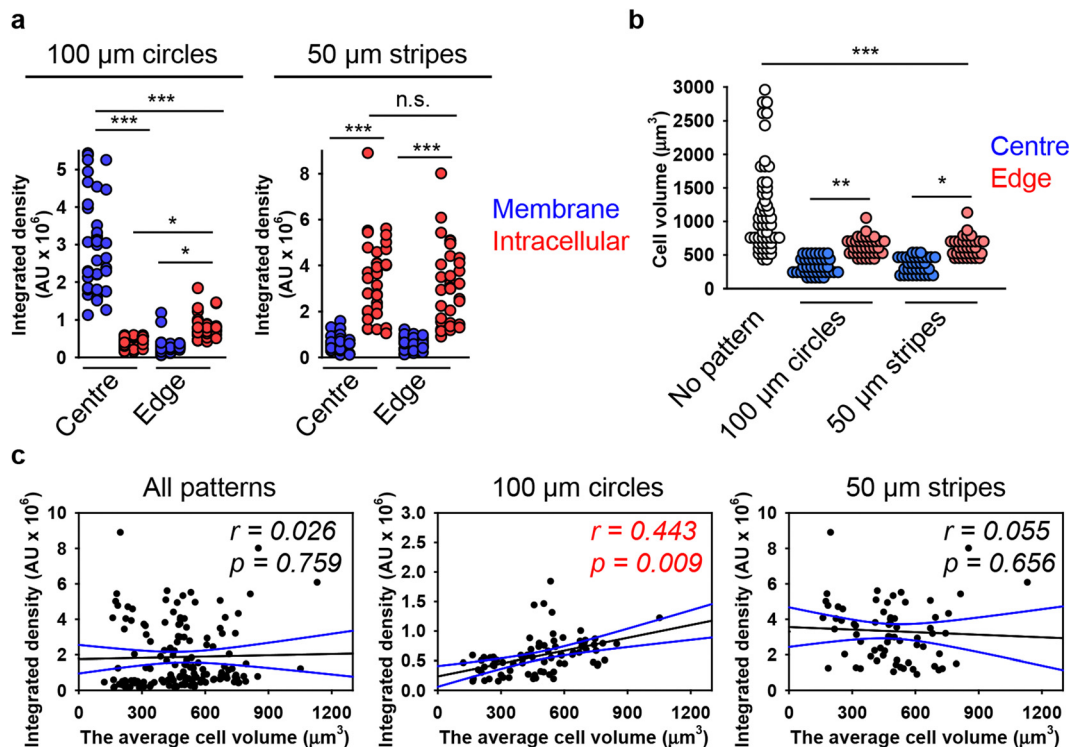 a
100 µm circles
50 µm stripes
Integrated density
(AU x 10⁶)
5
4
3
2
1
0
***
***
*
*
Centre
Edge
Integrated density
(AU x 10⁶)
8
6
4
2
0
n.s.
***
***
Centre
Edge
Membrane
Intracellular
b
Cell volume (µm³)
3000
2500
2000
1500
1000
500
0
***
**
*
Centre
Edge
No pattern
100 µm circles
50 µm stripes
c
All patterns
Integrated density (AU x 10⁶)
10
8
6
4
2
0
r = 0.026
p = 0.759
0 300 600 900 1200
The average cell volume (µm³)
100 µm circles
Integrated density (AU x 10⁶)
3.0
2.5
2.0
1.5
1.0
0.5
0.0
r = 0.443
p = 0.009
0 300 600 900 1200
The average cell volume (µm³)
50 µm stripes
Integrated density (AU x 10⁶)
10
8
6
4
2
0
r = 0.055
p = 0.656
0 300 600 900 1200
The average cell volume (µm³)